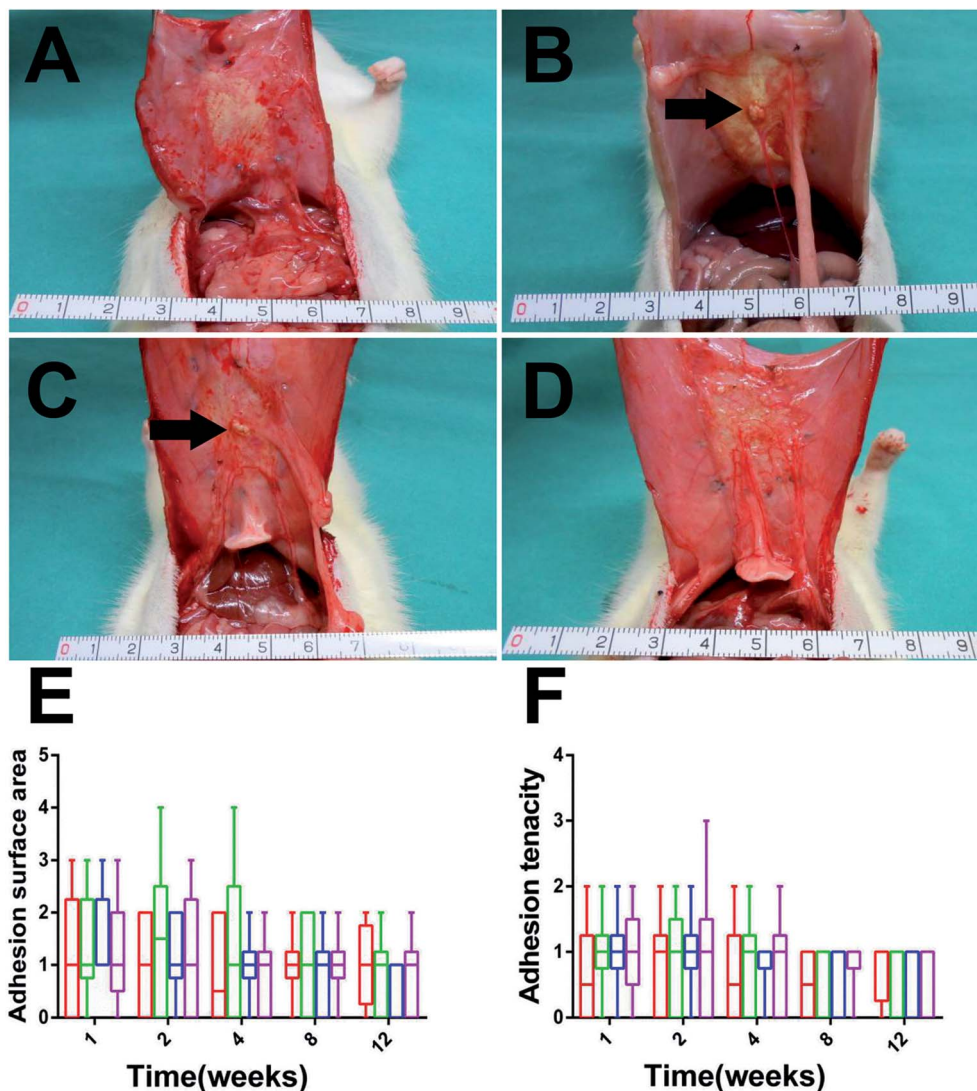 A
B
0 1 2 3 4 5 6 7 8 9
0 1 2 3 4 5 6 7 8 9
C
D
0 1 2 3 4 5 6 7
0 1 2 3 4 5 6 7 8 9
E
F
5
4
3
2
1
0
Adhesion surface area
1 2 4 8 12
Time(weeks)
4
3
2
1
0
Adhesion tenacity
1 2 4 8 12
Time(weeks)